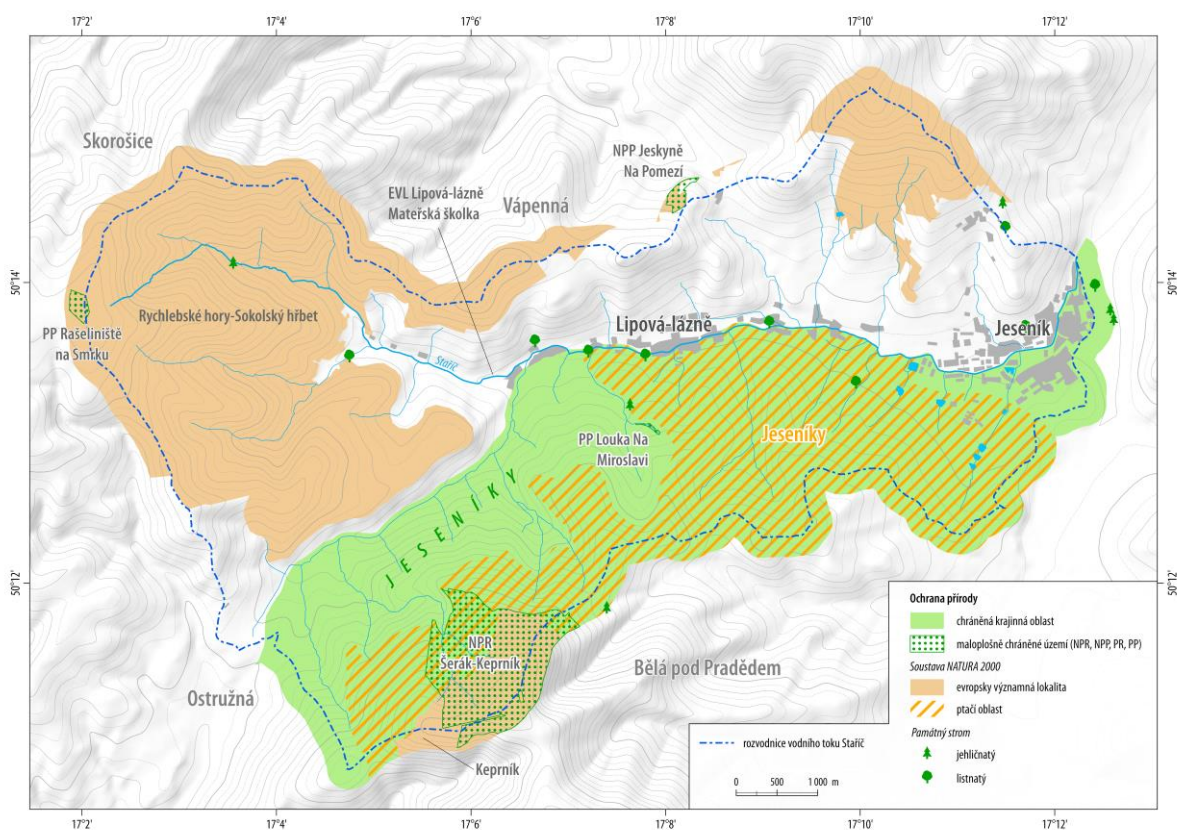 17°2' 17°4' 17°6' 17°8' 17°10' 17°12'
Skorošice
NPP Jeskyně
Na Pomezí
EVL Lipová-lázně
Mateřská školka
Vápenná
50°14' 50°14'
Rychlebské hory-Sokolský hřbet
PP Rašeliniště
na Smrku
Staříč
Lipová-lázně
Jeseník
PP Louka Na
Miroslavi
Jeseníky
JESENÍKY
50°12' 50°12'
NPR
Šerák-Keprník
Ostružná
Bělá pod Pradědem
Keprník
Ochrana přírody
chráněná krajinná oblast
maloplošně chráněné území (NPR, NPP, PR, PP)
Soustava NATURA 2000
evropsky významná lokalita
ptačí oblast
Památný strom
jehličnatý
listnatý
rozvodnice vodního toku Staříč
0 500 1 000 m
17°2' 17°4' 17°6' 17°8' 17°10' 17°12'